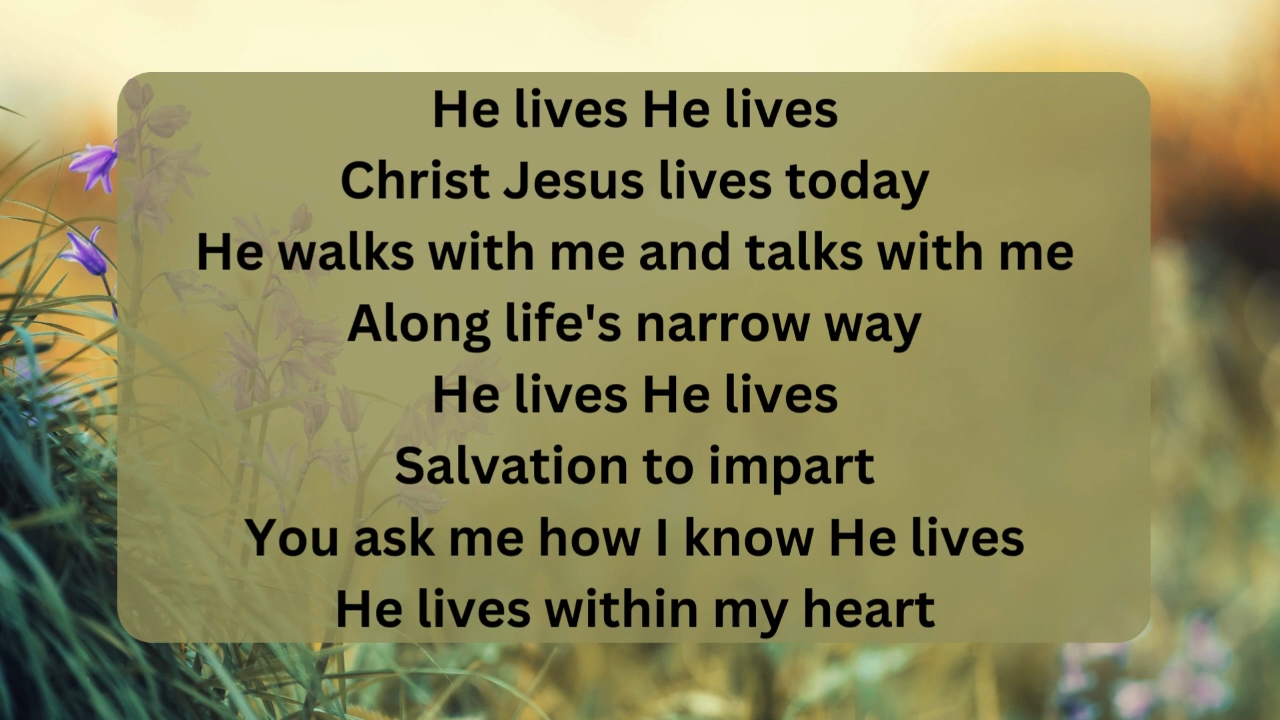 He lives He lives
Christ Jesus lives today
He walks with me and talks with me
Along life's narrow way
He lives He lives
Salvation to impart
You ask me how I know He lives
He lives within my heart